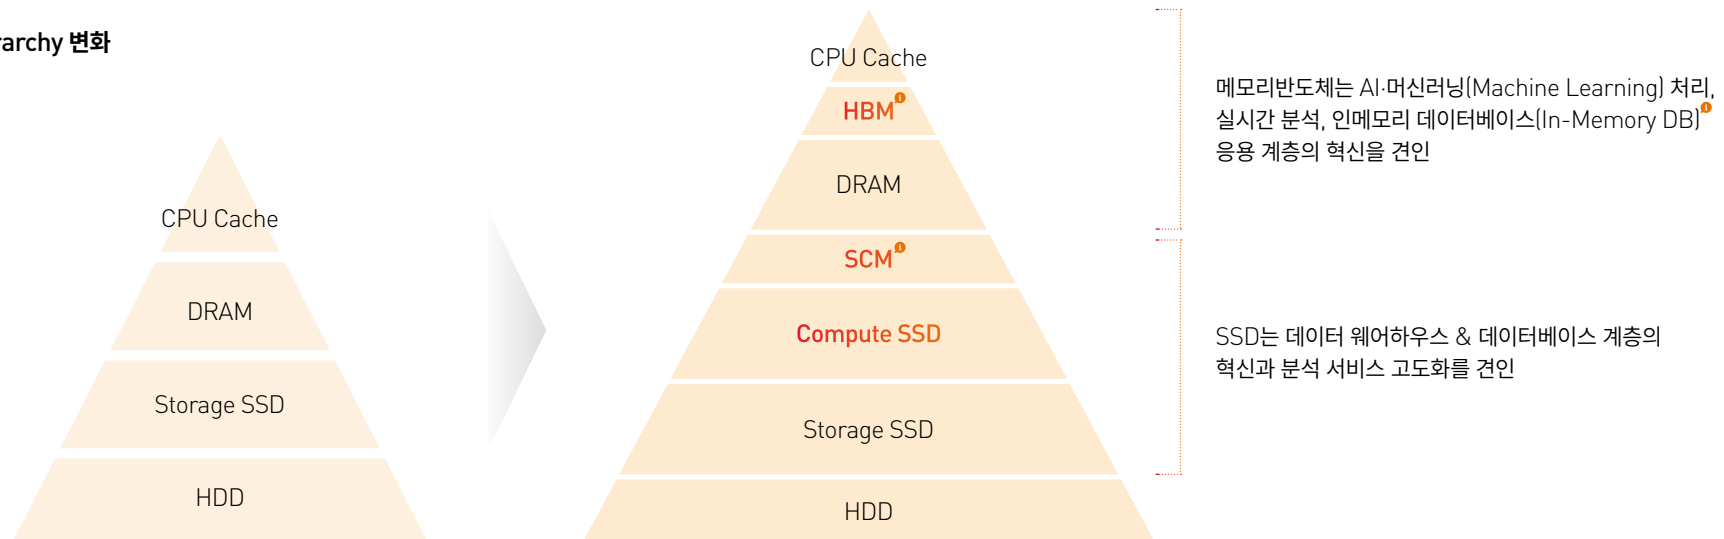 rarchy 변화
CPU Cache
DRAM
Storage SSD
HDD
CPU Cache
HBM
DRAM
SCM
Compute SSD
Storage SSD
HDD
메모리반도체는 AI·머신러닝(Machine Learning) 처리,
실시간 분석, 인메모리 데이터베이스(In-Memory DB)
응용 계층의 혁신을 견인
SSD는 데이터 웨어하우스 & 데이터베이스 계층의
혁신과 분석 서비스 고도화를 견인